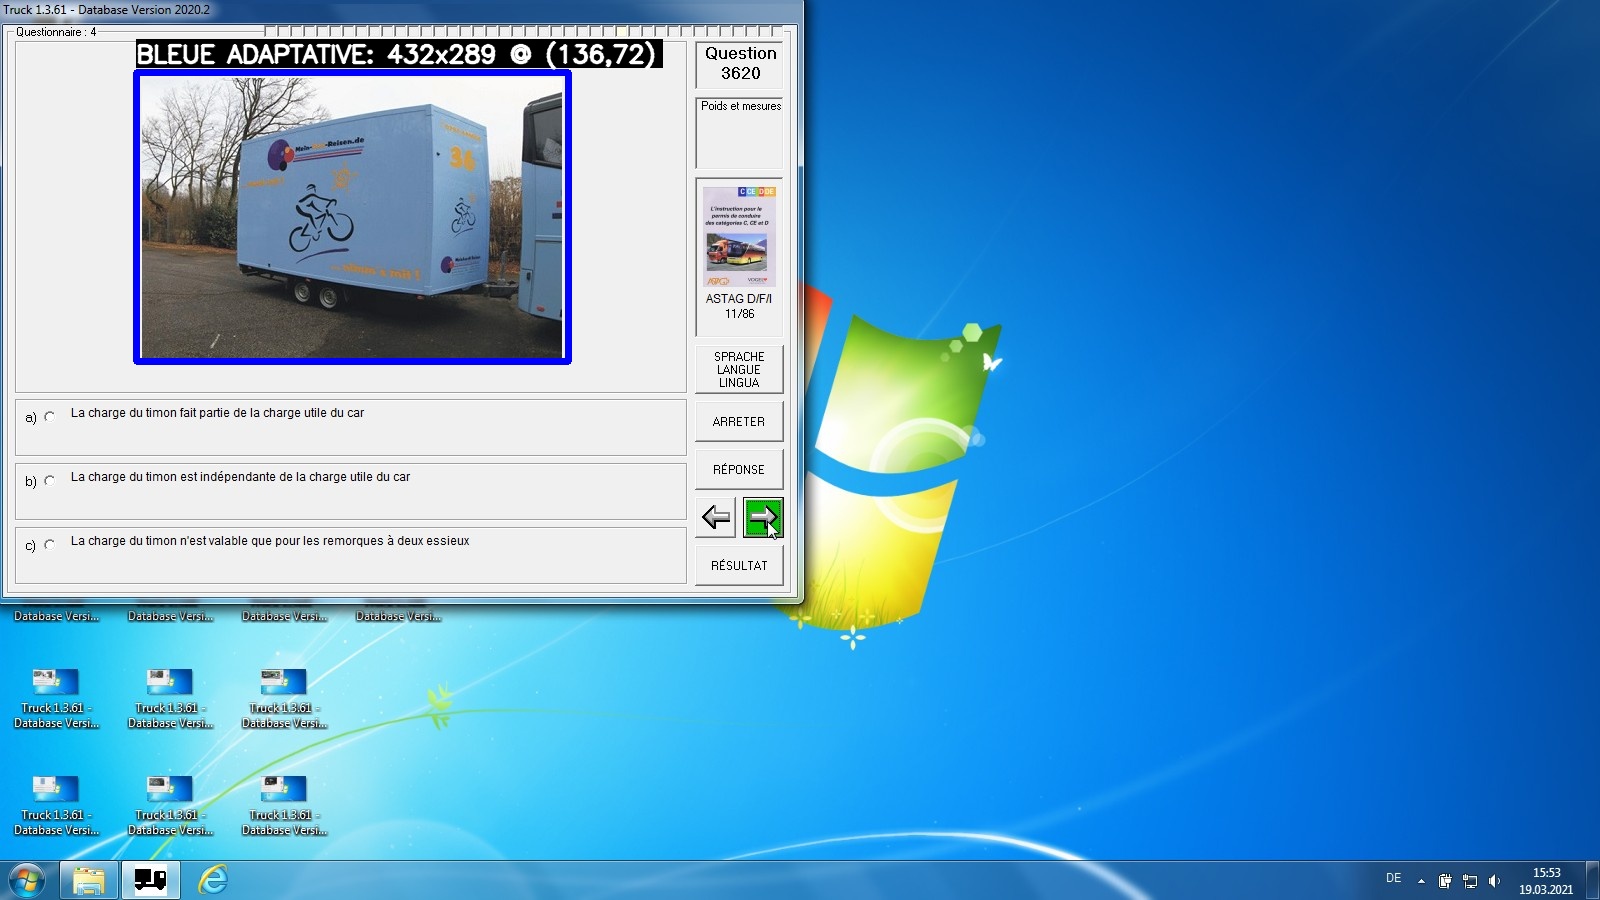 Truck 1.3.61 - Database Version 2020.2
Questionnaire : 4
BLEUE ADAPTATIVE: 432x289 @ (136,72)
Question
3620
Poids et mesures
Mein-Bus-Reisen.de
34
C CE D DE
L'instruction pour le
permis de conduire
des catégories C, CE et D
ASTAG D/F/I
11/86
SPRACHE
LANGUE
LINGUA
a) La charge du timon fait partie de la charge utile du car
ARRETER
b) La charge du timon est indépendante de la charge utile du car
RÉPONSE
c) La charge du timon n'est valable que pour les remorques à deux essieux
RÉSULTAT
Database Versi...
Database Versi...
Database Versi...
Database Versi...
Truck 1.3.61 -
Database Versi...
Truck 1.3.61 -
Database Versi...
Truck 1.3.61 -
Database Versi...
Truck 1.3.61 -
Database Versi...
Truck 1.3.61 -
Database Versi...
Truck 1.3.61 -
Database Versi...
DE
15:53
19.03.2021